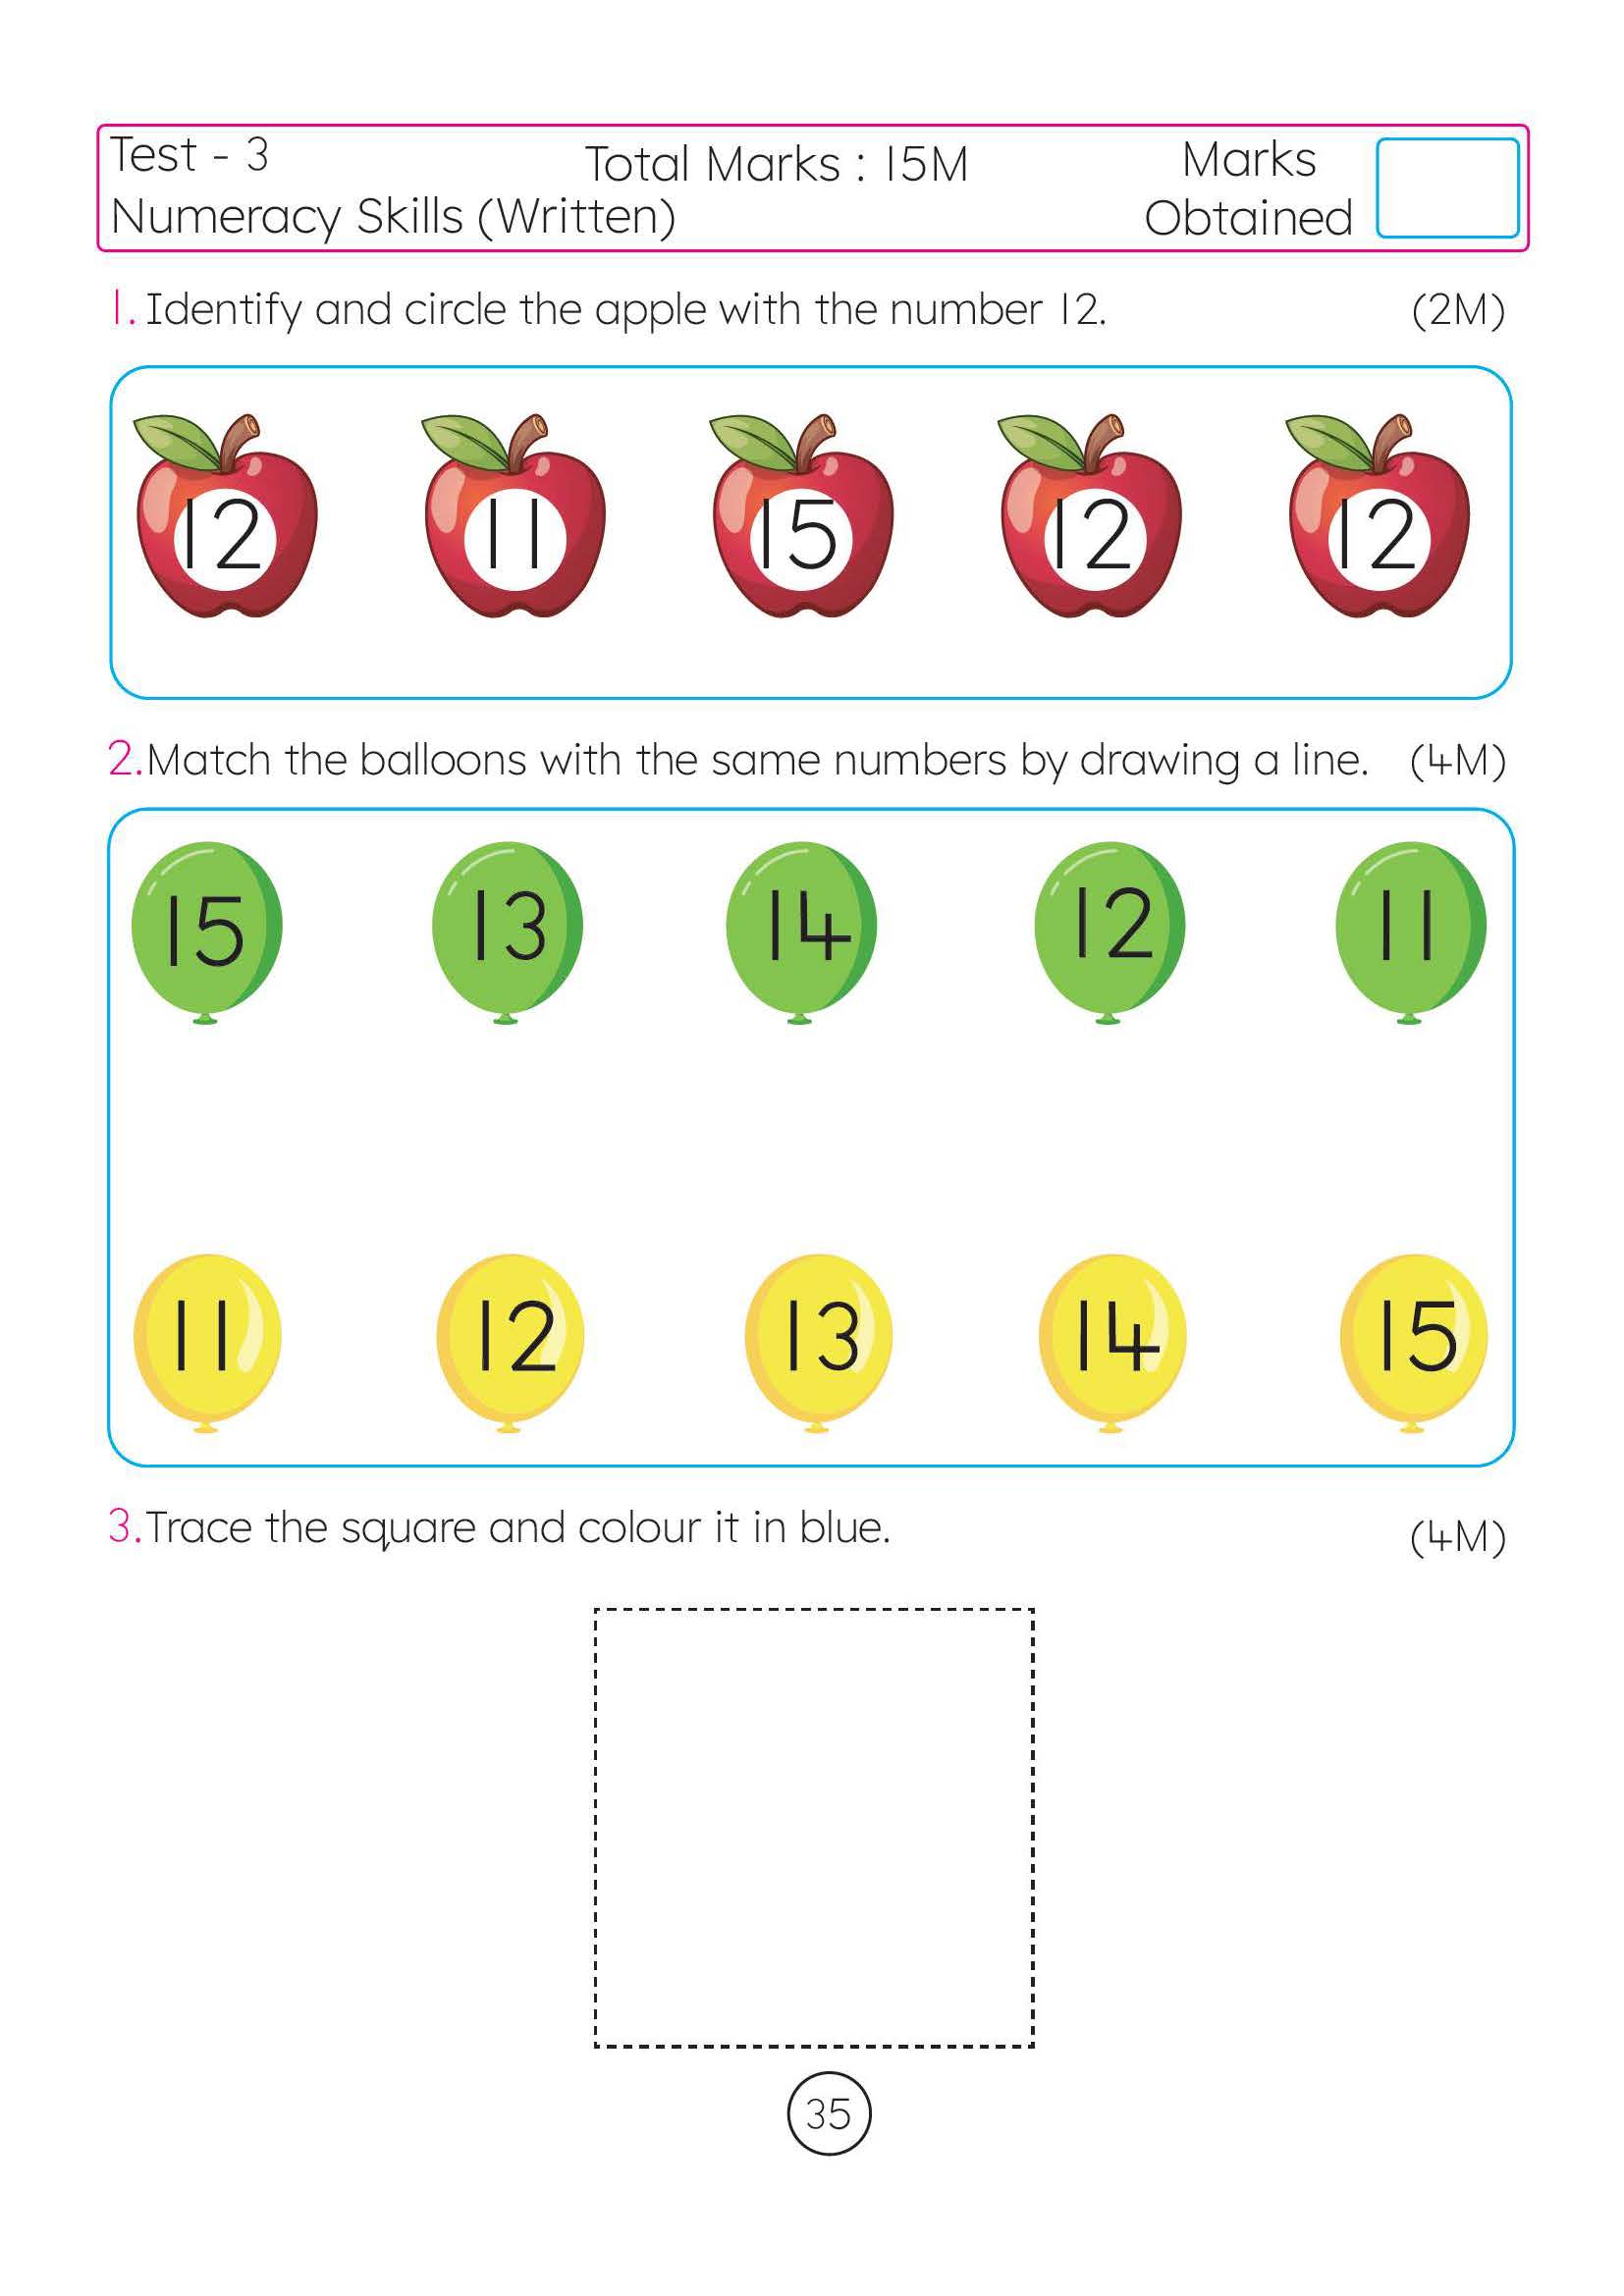 Test - 3
Total Marks : 15M
Marks
Obtained
Numeracy Skills (Written)
1. Identify and circle the apple with the number 12. (2M)
12 11 15 12 12
2. Match the balloons with the same numbers by drawing a line. (4M)
15 13 14 12 11
11 12 13 14 15
3. Trace the square and colour it in blue. (4M)
35